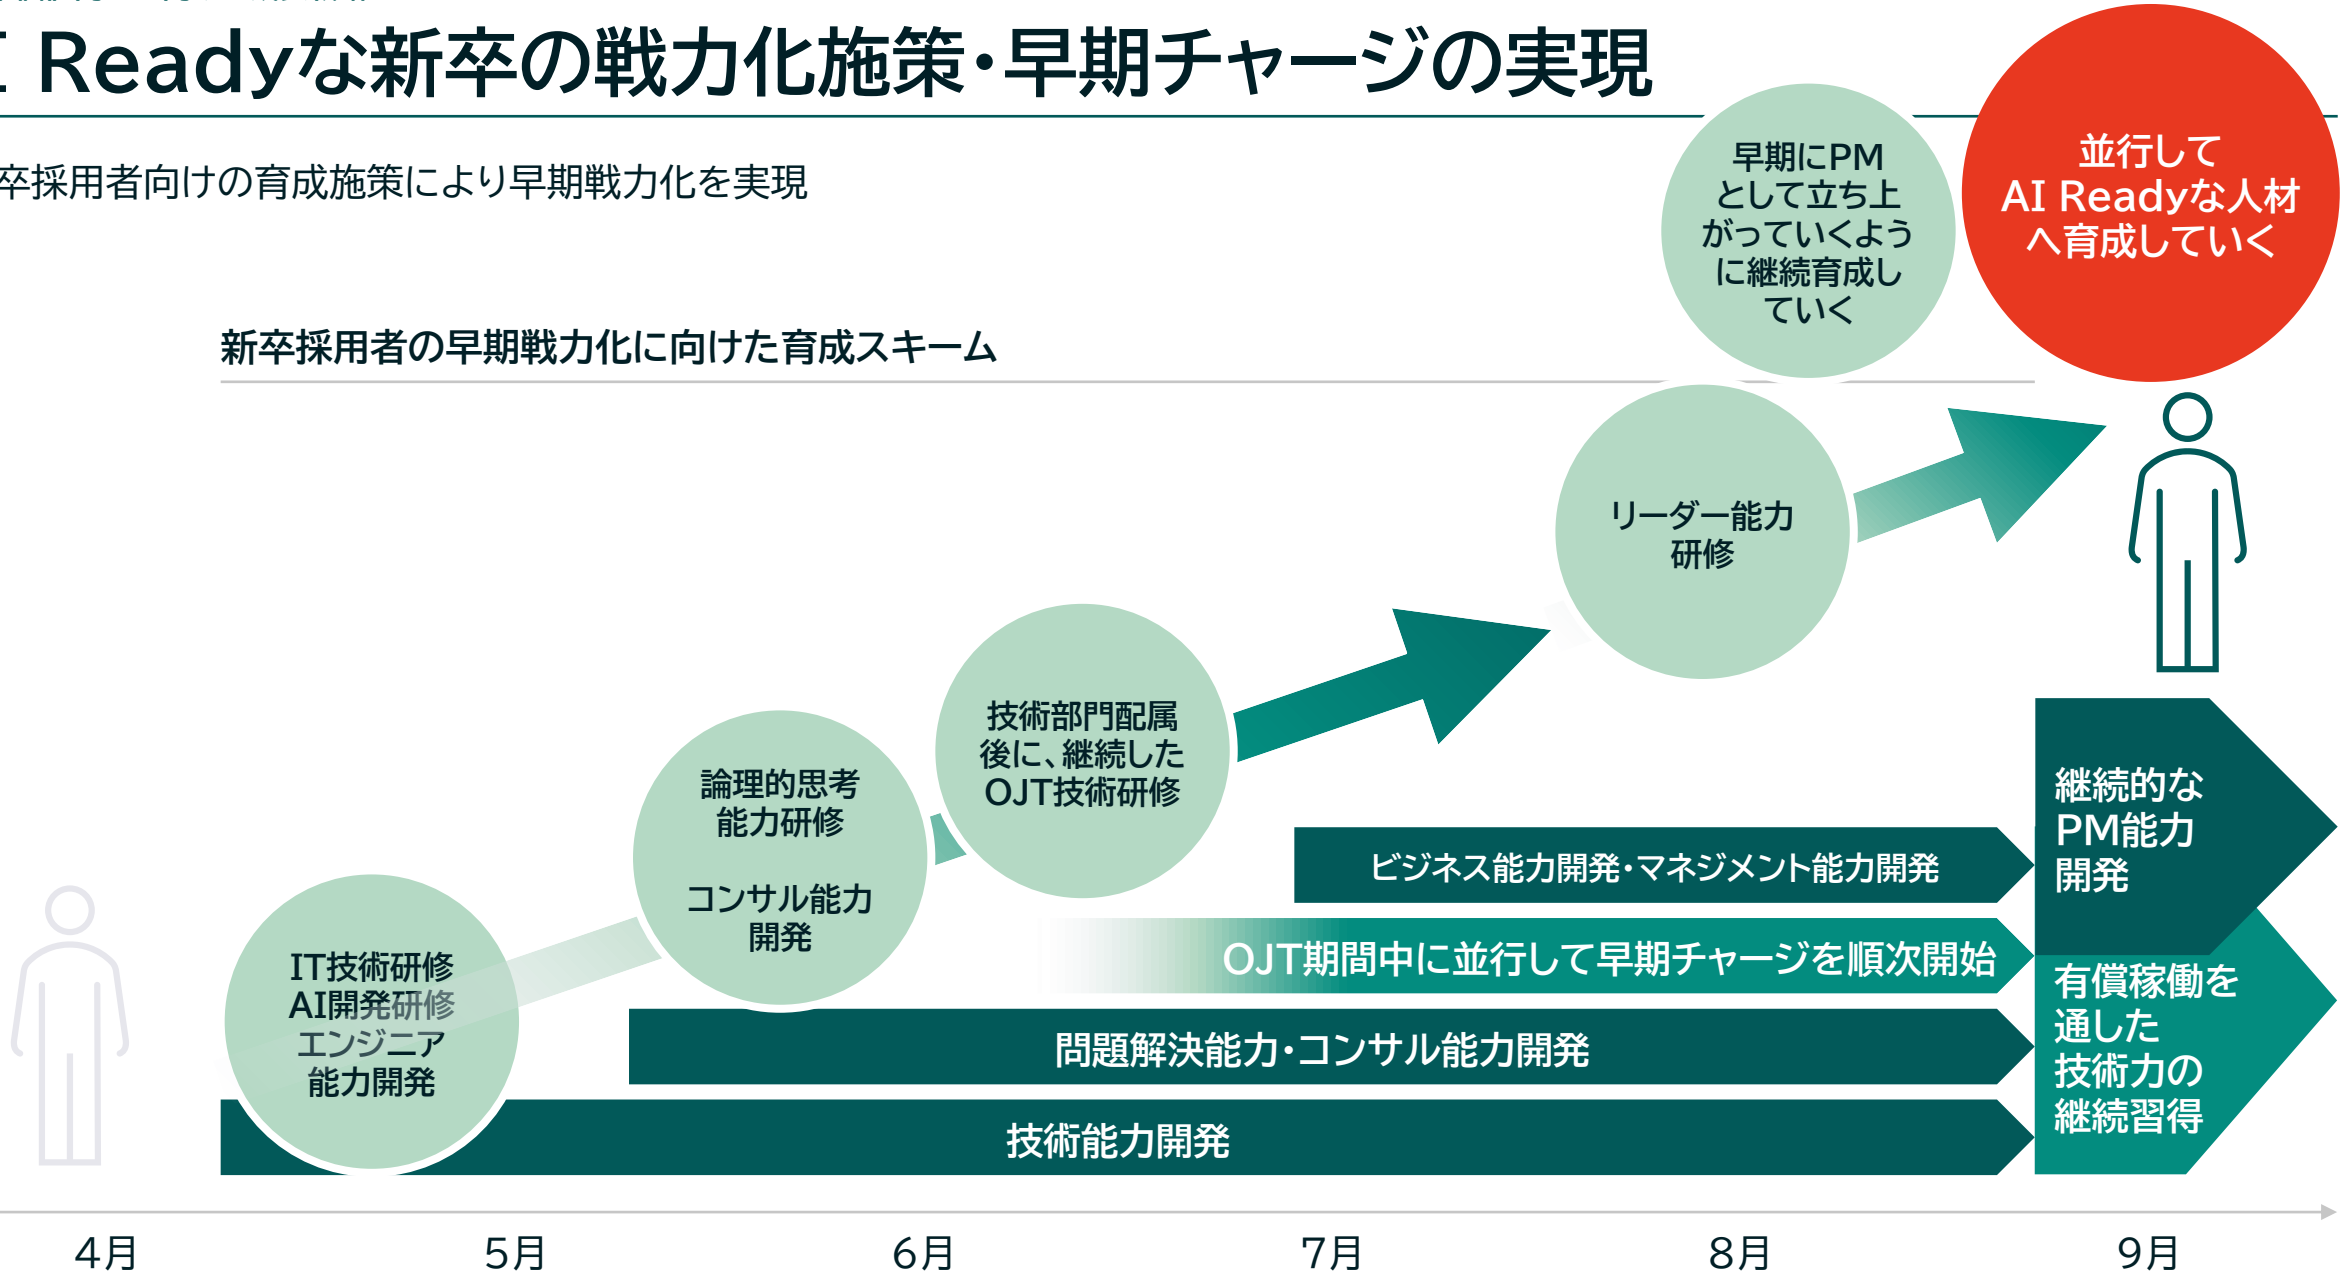 I Readyな新卒の戦力化施策・早期チャージの実現
卒採用者向けの育成施策により早期戦力化を実現
早期にPM
として立ち上
がっていくよう
に継続育成し
ていく
並行して
AI Readyな人材
へ育成していく
新卒採用者の早期戦力化に向けた育成スキーム
リーダー能力
研修
技術部門配属
後に、継続した
OJT技術研修
論理的思考
能力研修
コンサル能力
開発
IT技術研修
AI開発研修
エンジニア
能力開発
ビジネス能力開発・マネジメント能力開発
OJT期間中に並行して早期チャージを順次開始
問題解決能力・コンサル能力開発
技術能力開発
継続的な
PM能力
開発
有償稼働を
通した
技術力の
継続習得
4月
5月
6月
7月
8月
9月